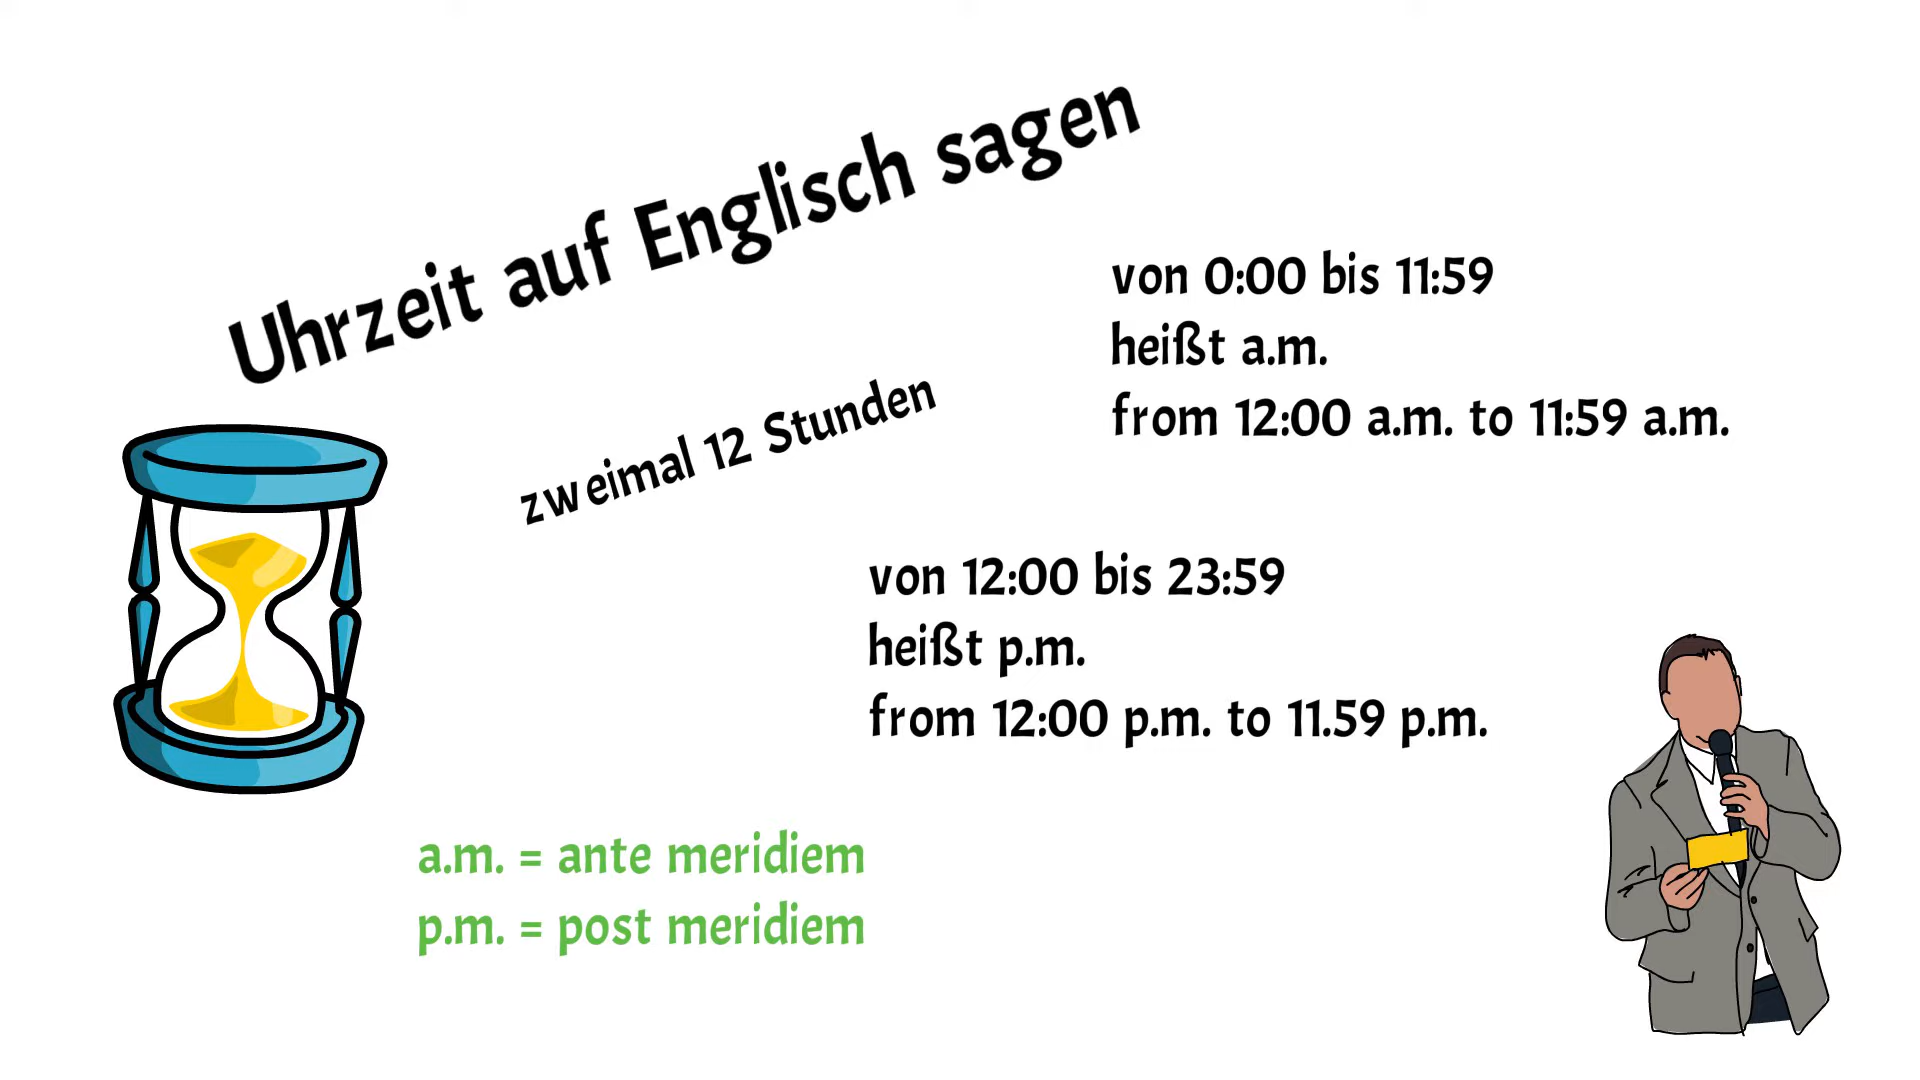 Uhrzeit auf Englisch sagen
zweimal 12 Stunden
von 0:00 bis 11:59
heißt a.m.
from 12:00 a.m. to 11:59 a.m.
von 12:00 bis 23:59
heißt p.m.
from 12:00 p.m. to 11.59 p.m.
a.m. = ante meridiem
p.m. = post meridiem